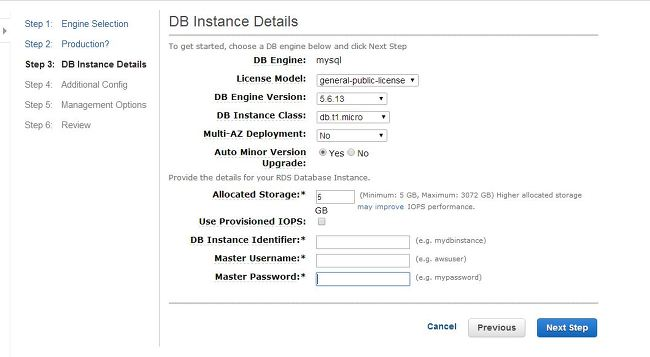 Step 1: Engine Selection
Step 2: Production?
Step 3: DB Instance Details
Step 4: Additional Config
Step 5: Management Options
Step 6: Review
DB Instance Details
To get started, choose a DB engine below and click Next Step
DB Engine: mysql
License Model: general-public-license
DB Engine Version: 5.6.13
DB Instance Class: db.t1.micro
Multi-AZ Deployment: No
Auto Minor Version Upgrade: Yes No
Provide the details for your RDS Database Instance.
Allocated Storage:* 5 GB (Minimum: 5 GB, Maximum: 3072 GB) Higher allocated storage
may improve IOPS performance.
Use Provisioned IOPS:
DB Instance Identifier:* (e.g. mydbinstance)
Master Username:* (e.g. awsuser)
Master Password:* (e.g. mypassword)
Cancel Previous Next Step